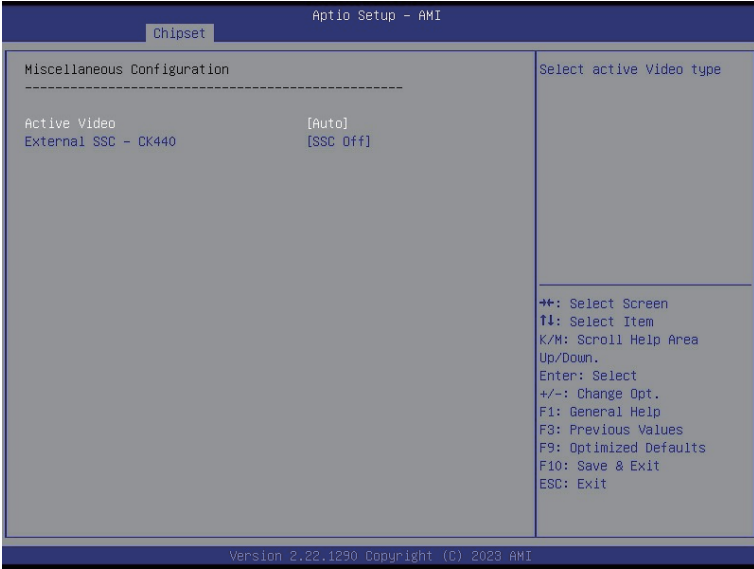 Aptio Setup – AMI
Chipset
Miscellaneous Configuration
--------------------------------------------------
Active Video [Auto]
External SSC – CK440 [SSC Off]
Select active Video type
→←: Select Screen
↑↓: Select Item
K/M: Scroll Help Area
Up/Down.
Enter: Select
+/-: Change Opt.
F1: General Help
F3: Previous Values
F9: Optimized Defaults
F10: Save & Exit
ESC: Exit
Version 2.22.1290 Copyright (C) 2023 AMI